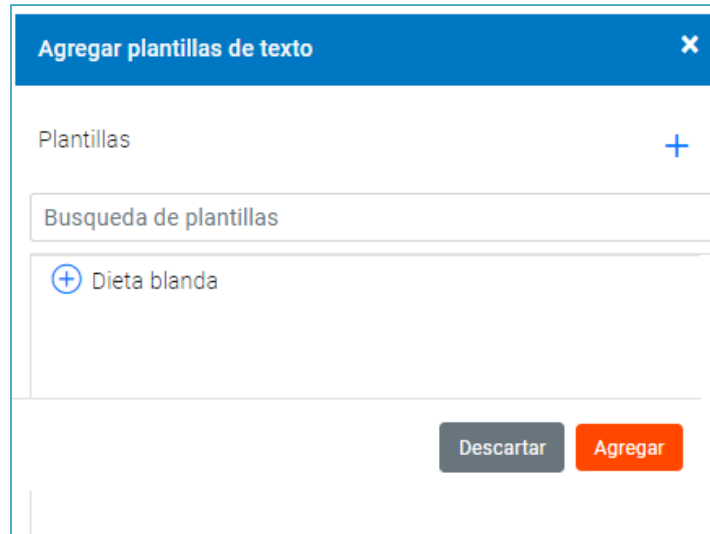 Agregar plantillas de texto
Plantillas
Busqueda de plantillas
Dieta blanda
Descartar Agregar